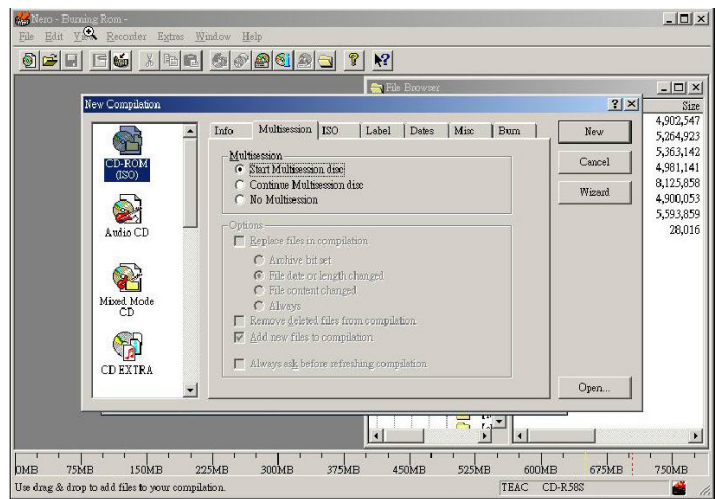 Nero - Burning Rom -
File Edit View Recorder Extras Window Help
File Browser
New Compilation
Size
4,902,547
5,264,923
5,363,142
4,981,141
8,125,858
4,900,053
5,593,859
28,016
Info Multisession ISO Label Dates Misc Burn
CD-ROM
(ISO)
Audio CD
Mixed Mode
CD
CD EXTRA
Multisession
Start Multisession disc
Continue Multisession disc
No Multisession
Options
Replace files in compilation
Archive bit set
File date or length changed
File content changed
Always
Remove deleted files from compilation
Add new files to compilation
Always ask before refreshing compilation
New
Cancel
Wizard
Open...
0MB 75MB 150MB 225MB 300MB 375MB 450MB 525MB 600MB 675MB 750MB
Use drag & drop to add files to your compilation.
TEAC CD-R58S